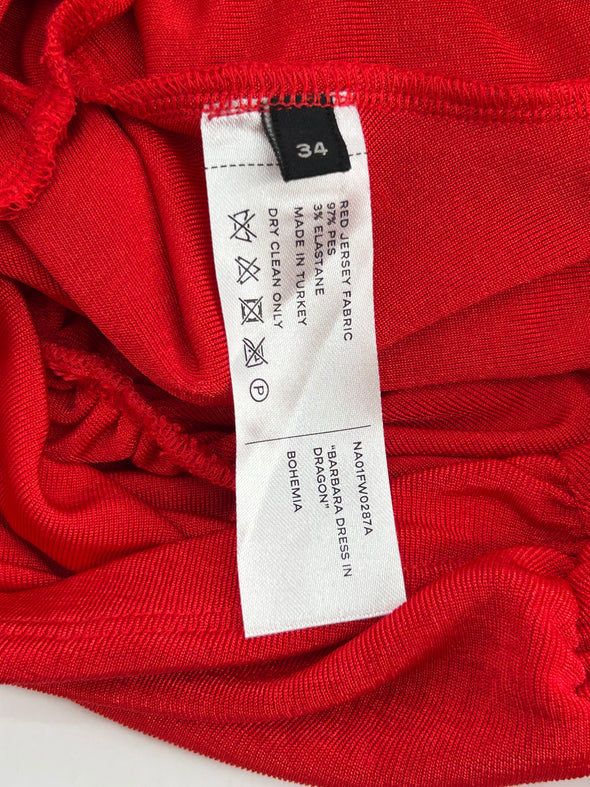 34
RED JERSEY FABRIC
97% PES
3% ELASTANE
MADE IN TURKEY
DRY CLEAN ONLY
P
NA01FW0287A
"BARBARA DRESS IN
DRAGON"
BOHEMIA